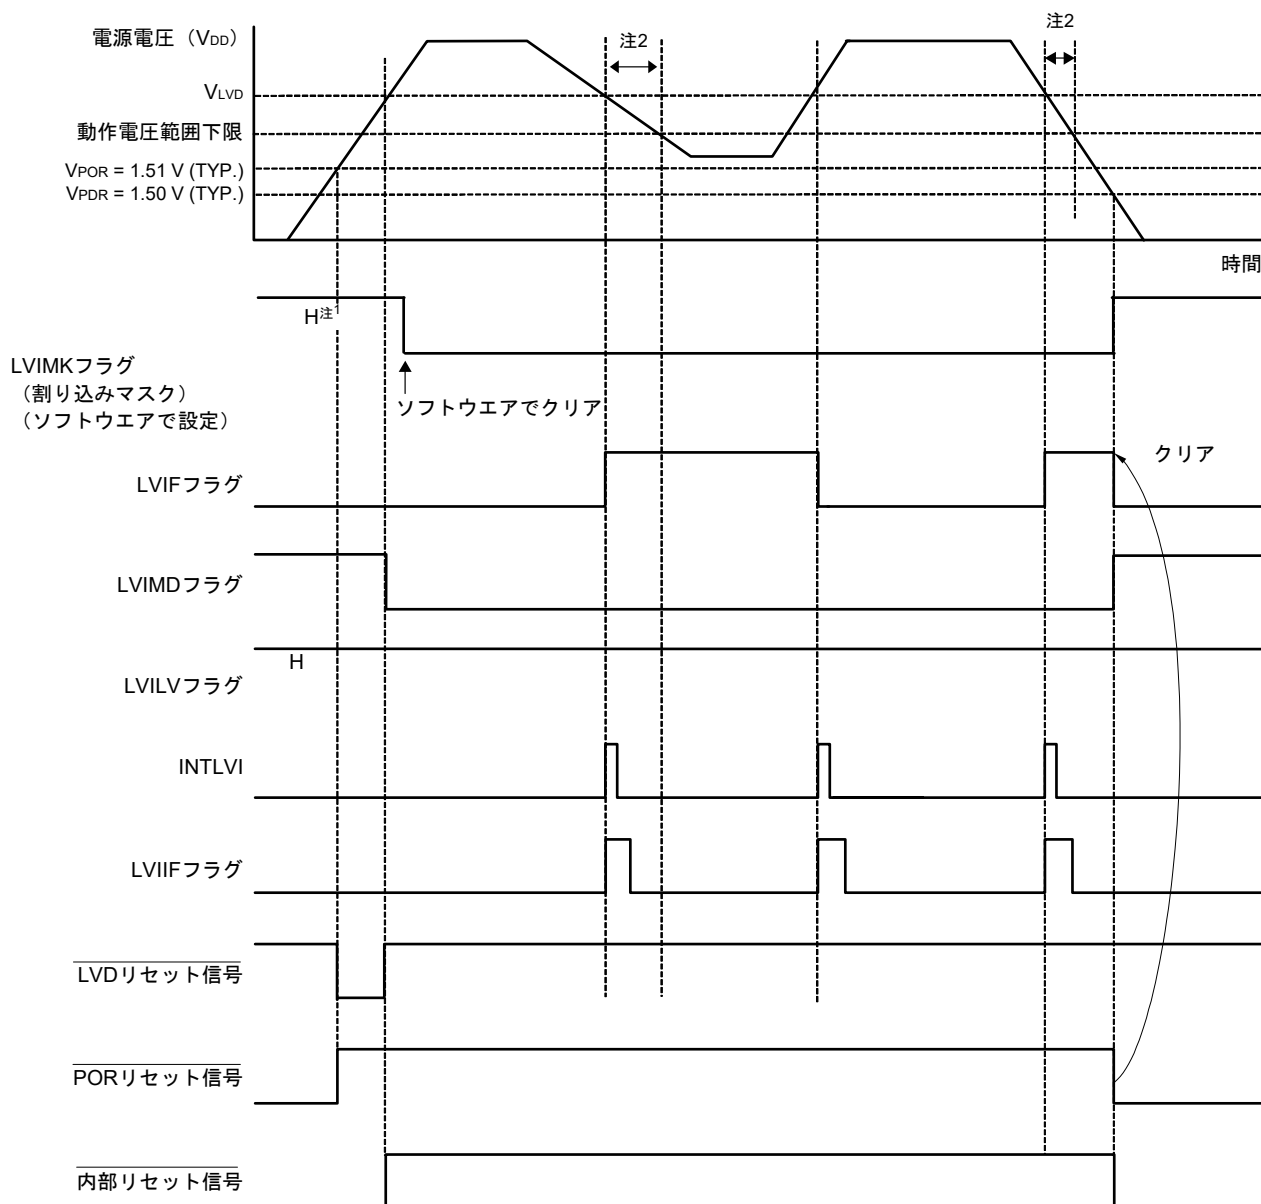 注2
電源電圧（VDD）
注2
VLVD
動作電圧範囲下限
VPOR = 1.51 V (TYP.)
VPDR = 1.50 V (TYP.)
時間
H注1
LVIMKフラグ
（割り込みマスク）
（ソフトウエアで設定）
ソフトウエアでクリア
クリア
LVIFフラグ
LVIMDフラグ
H
LVILVフラグ
INTLVI
LVIIFフラグ
LVDリセット信号
PORリセット信号
内部リセット信号